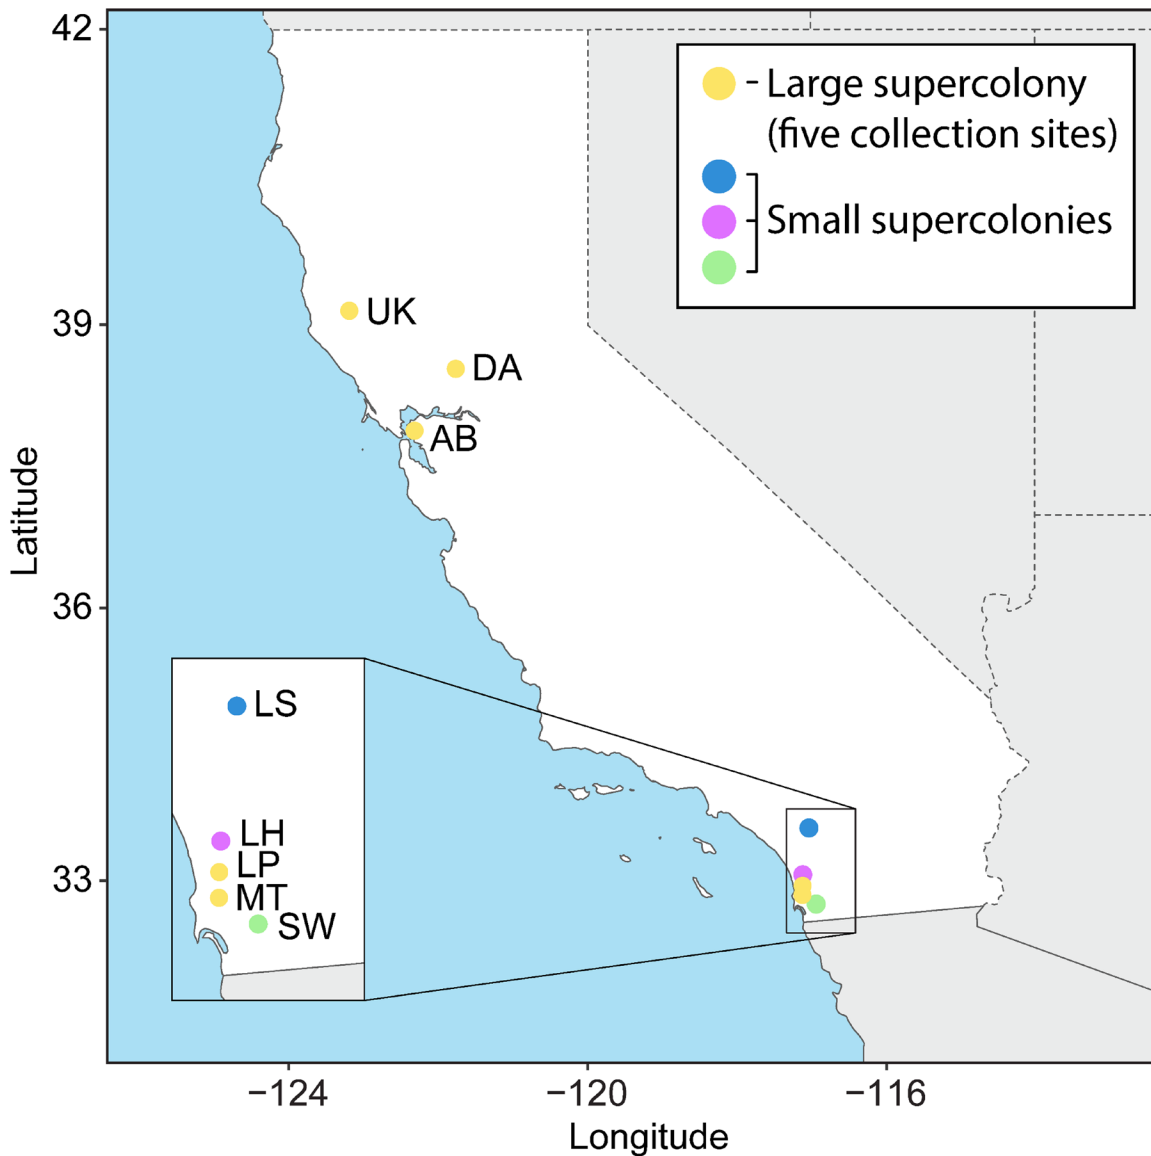 42
39
36
33
Latitude
– Large supercolony
(five collection sites)
Small supercolonies
UK
DA
AB
LS
LH
LP
MT
SW
−124
−120
−116
Longitude